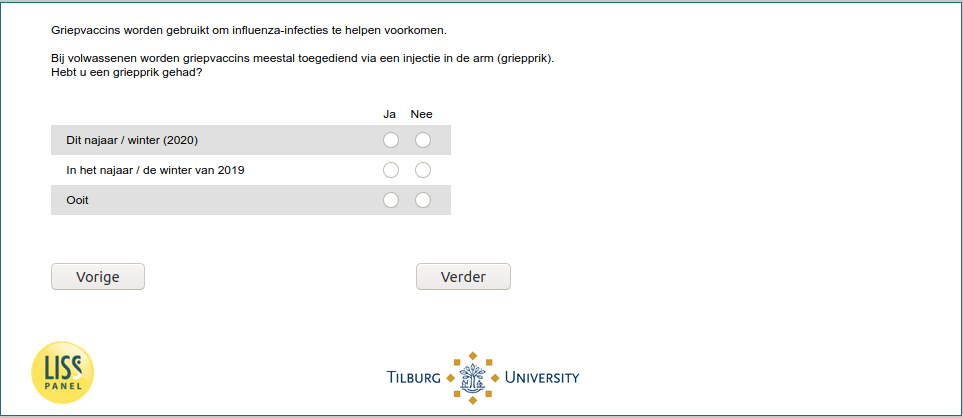 Griepvaccins worden gebruikt om influenza-infecties te helpen voorkomen.
Bij volwassenen worden griepvaccins meestal toegediend via een injectie in de arm (griepprik).
Hebt u een griepprik gehad?
Ja Nee
Dit najaar / winter (2020)
In het najaar / de winter van 2019
Ooit
Vorige Verder
LISS
PANEL
TILBURG UNIVERSITY